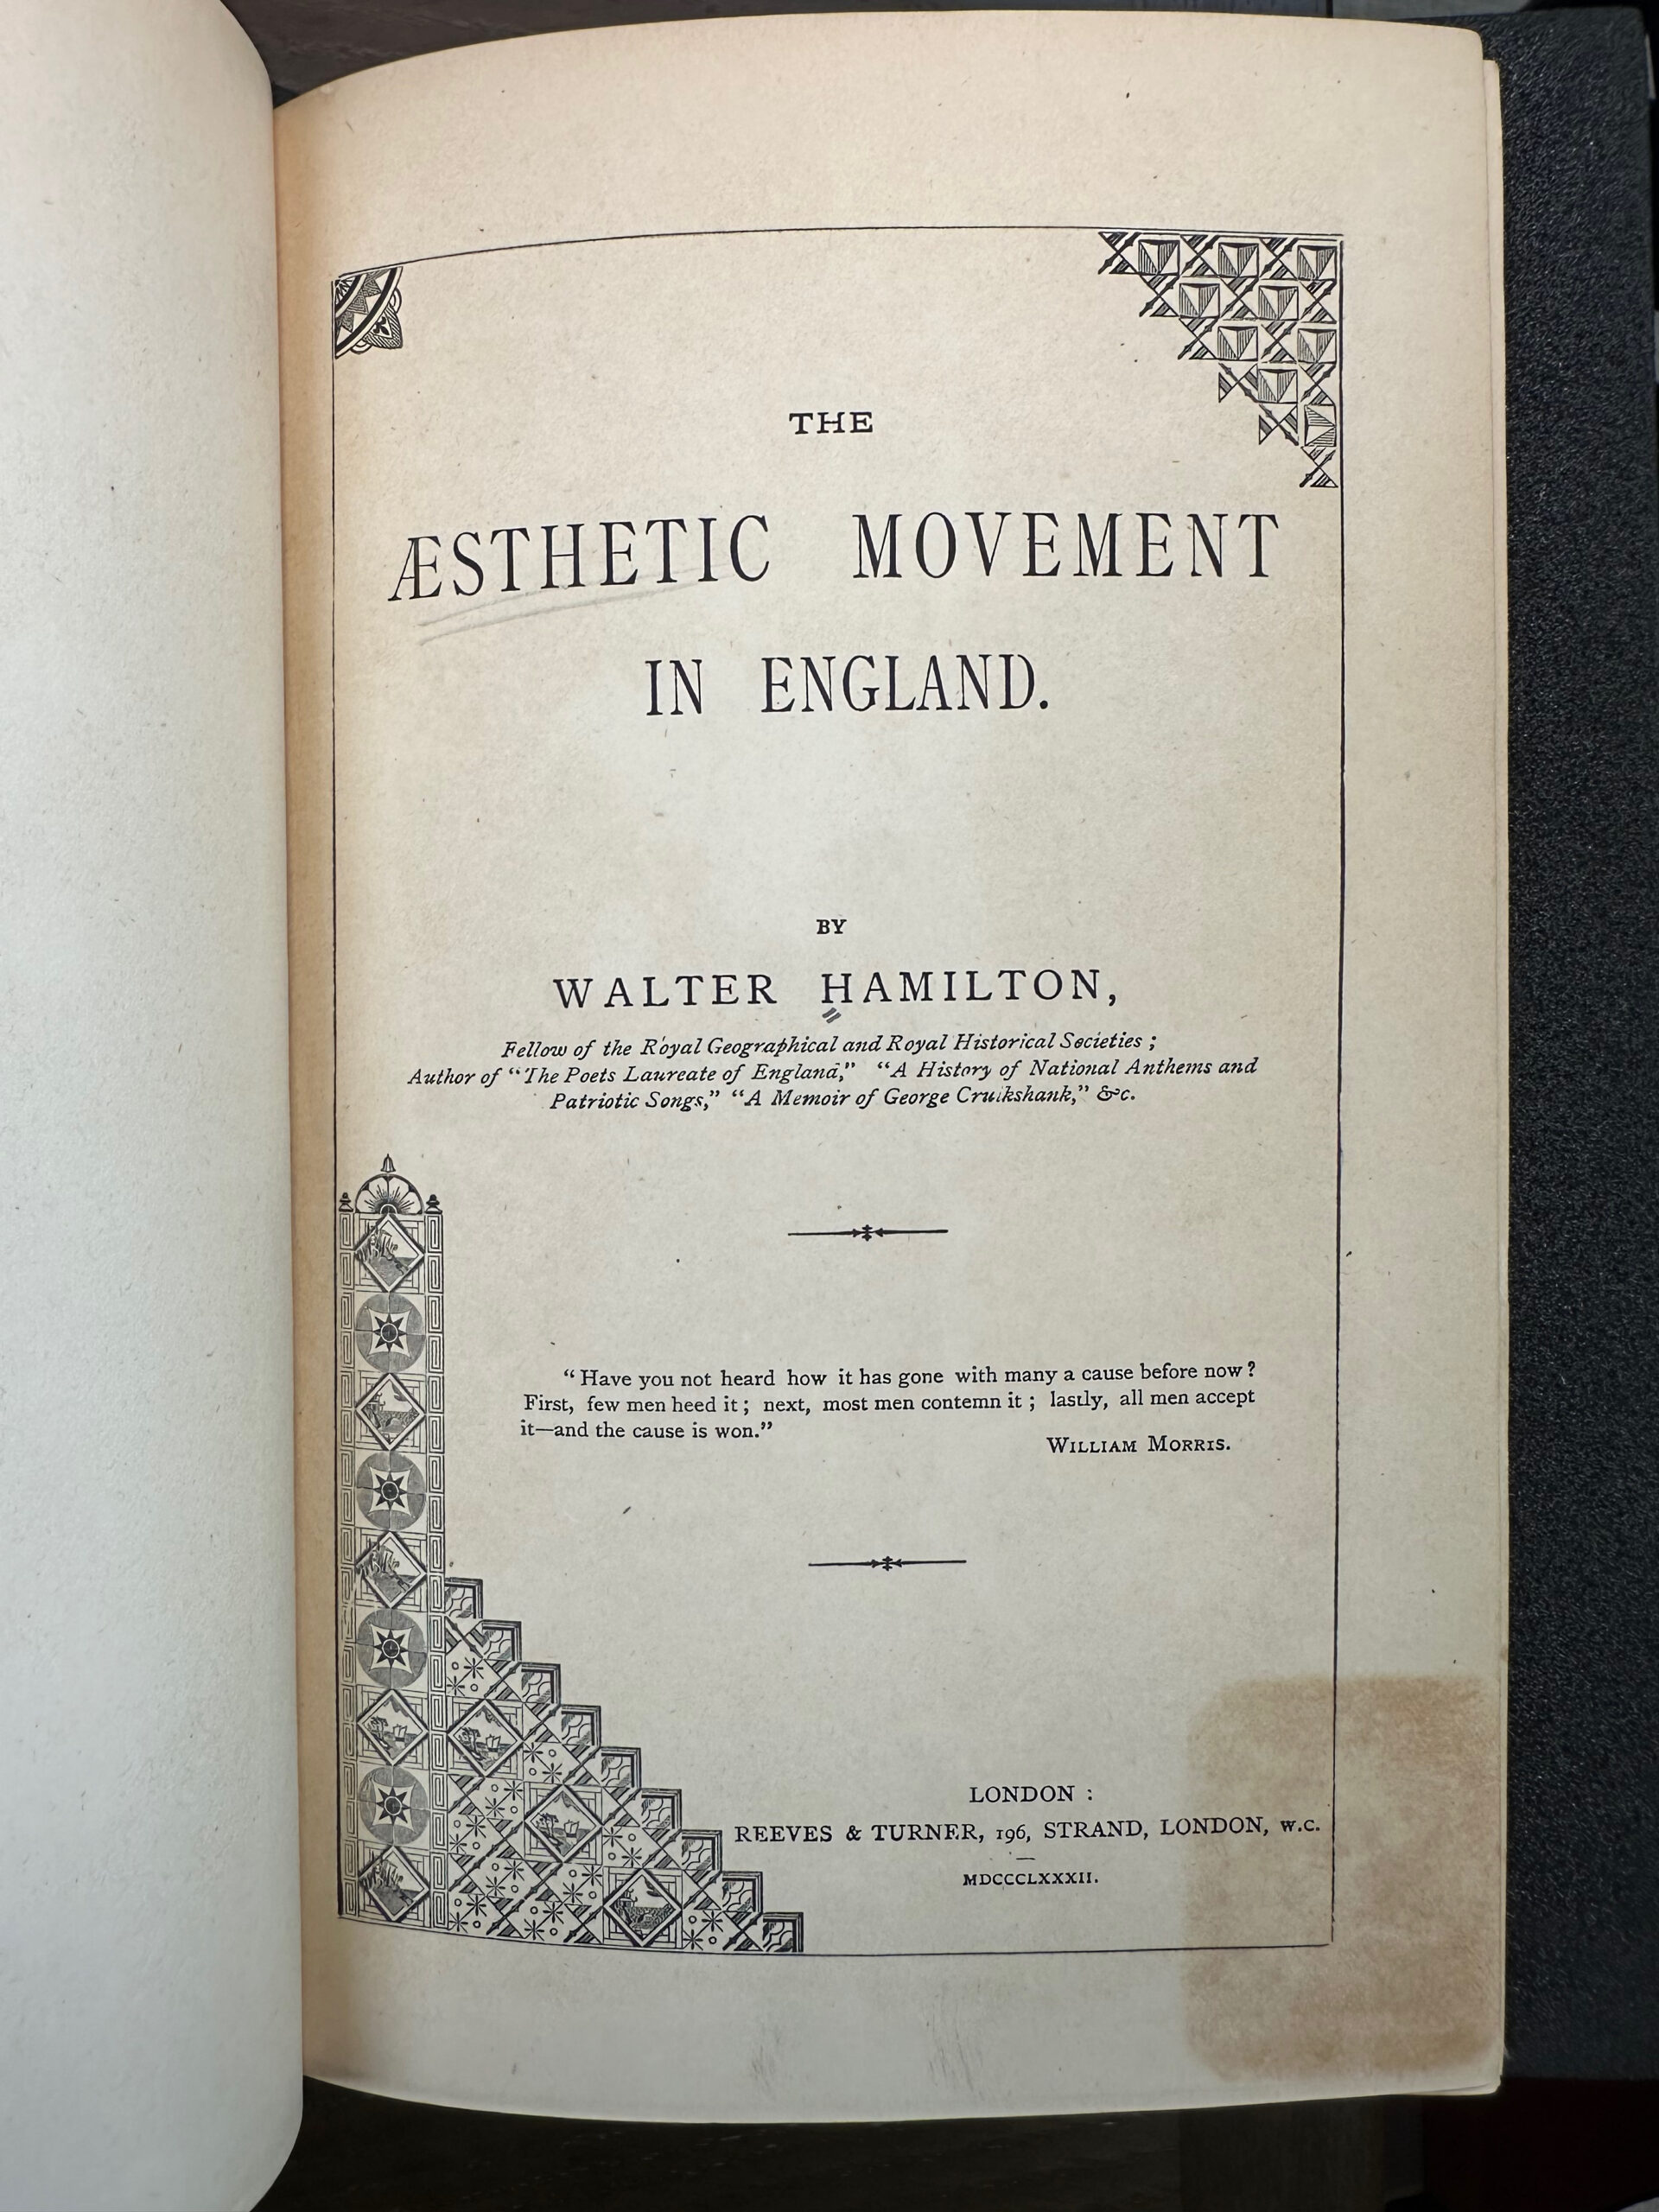 THE
ÆSTHETIC MOVEMENT
IN ENGLAND.
BY
WALTER HAMILTON,
Fellow of the Royal Geographical and Royal Historical Societies ;
Author of “The Poets Laureate of England,” “A History of National Anthems and
Patriotic Songs,” “A Memoir of George Cruikshank,” &c.
“ Have you not heard how it has gone with many a cause before now ?
First, few men heed it ; next, most men contemn it ; lastly, all men accept
it—and the cause is won.”
WILLIAM MORRIS.
LONDON :
REEVES & TURNER, 196, STRAND, LONDON, W.C.
MDCCCLXXXII.